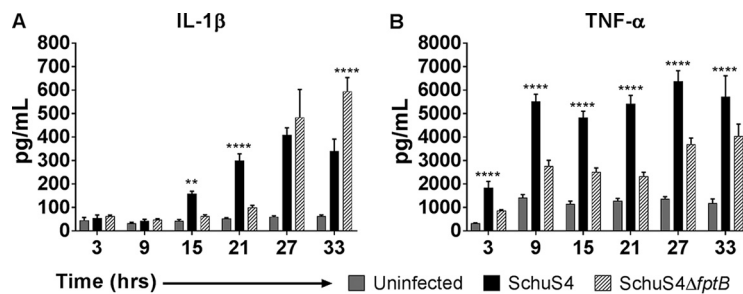 A
IL-1β
pg/mL
800
700
600
500
400
300
200
100
0
**
****
****
3 9 15 21 27 33
B
TNF-α
pg/mL
8000
7000
6000
5000
4000
3000
2000
1000
0
****
****
****
****
****
****
3 9 15 21 27 33
Time (hrs)
Uninfected SchuS4 SchuS4ΔfptB